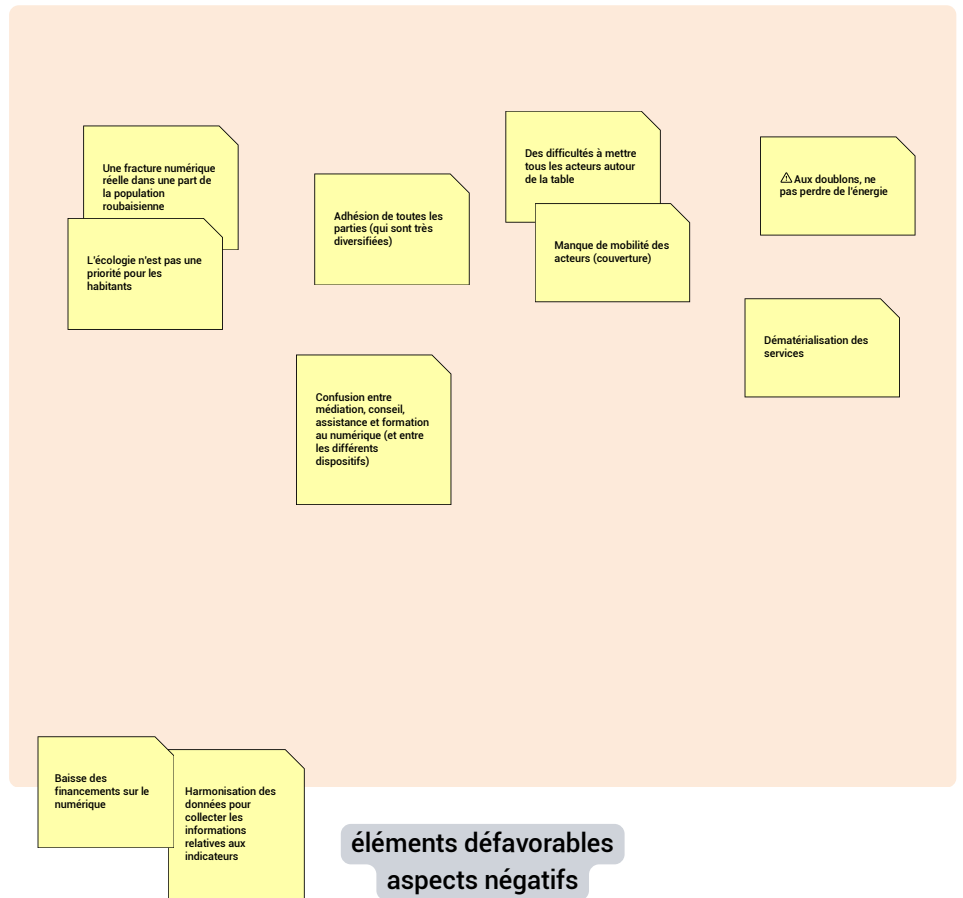 Une fracture numérique
réelle dans une part de
la population
roubaisienne
L'écologie n'est pas une
priorité pour les
habitants
Adhésion de toutes les
parties (qui sont très
diversifiées)
Des difficultés à mettre
tous les acteurs autour
de la table
Manque de mobilité des
acteurs (couverture)
⚠Aux doublons, ne
pas perdre de l'énergie
Dématérialisation des
services
Confusion entre
médiation, conseil,
assistance et formation
au numérique (et entre
les différents
dispositifs)
Baisse des
financements sur le
numérique
Harmonisation des
données pour
collecter les
informations
relatives aux
indicateurs
éléments défavorables
aspects négatifs